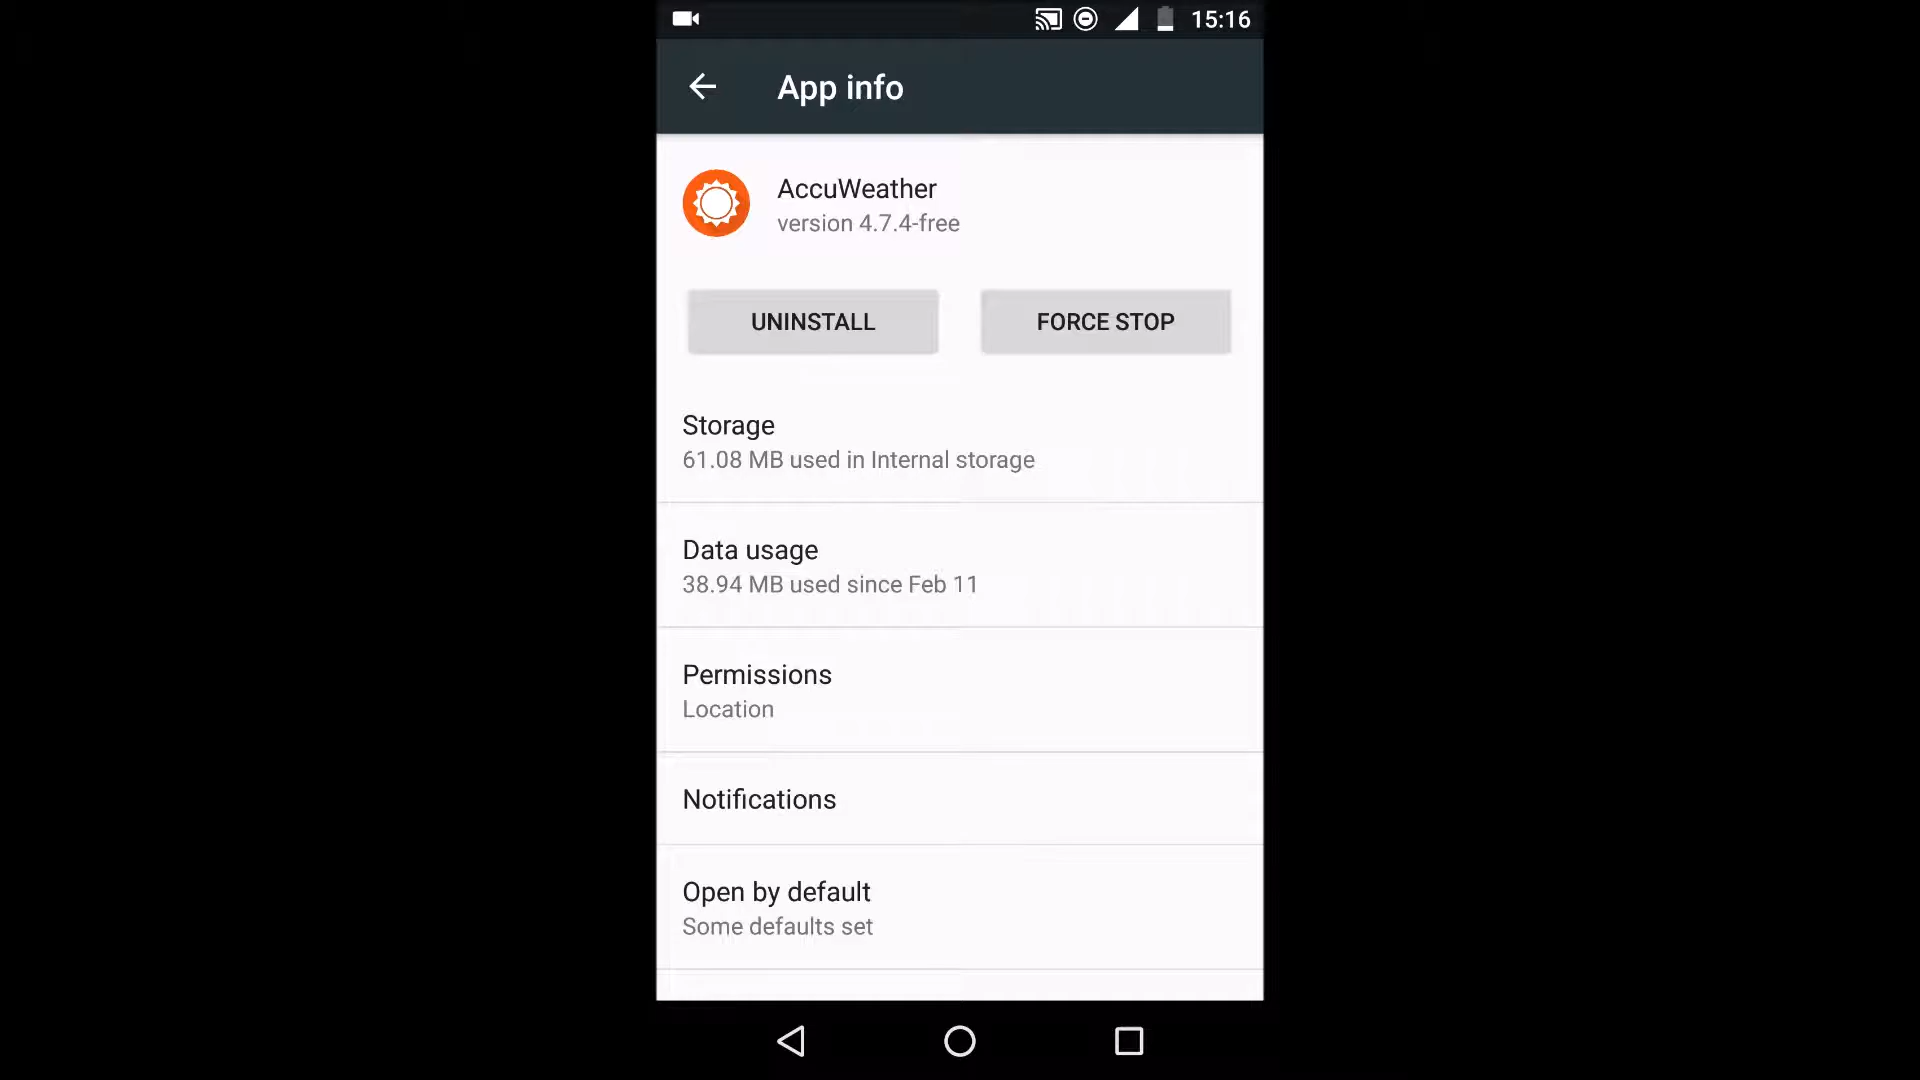 15:16
App info
AccuWeather
version 4.7.4-free
UNINSTALL
FORCE STOP
Storage
61.08 MB used in Internal storage
Data usage
38.94 MB used since Feb 11
Permissions
Location
Notifications
Open by default
Some defaults set